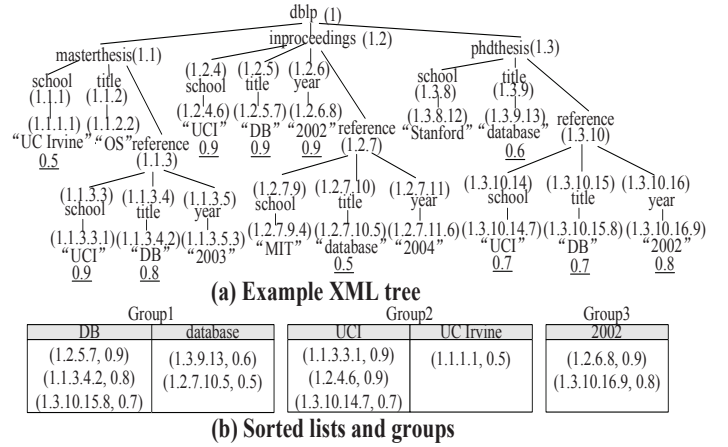 dblp (1)
inproceedings (1.2)
masterthesis(1.1)
phdthesis(1.3)
school title
(1.1.1) (1.1.2)
(1.1.1.1) (1.1.2.2)
“UC Irvine” “OS”
0.5
reference
(1.1.3)
(1.1.3.3) (1.1.3.4) (1.1.3.5)
school title year
(1.1.3.3.1) (1.1.3.4.2) (1.1.3.5.3)
“UCI” “DB” “2003”
0.9 0.8
(1.2.4) (1.2.5) (1.2.6)
school title year
(1.2.4.6) (1.2.5.7) (1.2.6.8)
“UCI” “DB” “2002”
0.9 0.9 0.9
reference
(1.2.7)
(1.2.7.9) (1.2.7.10) (1.2.7.11)
school title year
(1.2.7.9.4) (1.2.7.10.5) (1.2.7.11.6)
“MIT” “database” “2004”
0.5
school title
(1.3.8) (1.3.9)
(1.3.8.12) (1.3.9.13)
“Stanford” “database”
0.6
reference
(1.3.10)
(1.3.10.14) (1.3.10.15) (1.3.10.16)
school title year
(1.3.10.14.7) (1.3.10.15.8) (1.3.10.16.9)
“UCI” “DB” “2002”
0.7 0.7 0.8
(a) Example XML tree
Group1 Group2 Group3
DB database UCI UC Irvine 2002
(1.2.5.7, 0.9) (1.3.9.13, 0.6) (1.1.3.3.1, 0.9) (1.1.1.1, 0.5) (1.2.6.8, 0.9)
(1.1.3.4.2, 0.8) (1.2.7.10.5, 0.5) (1.2.4.6, 0.9) (1.3.10.16.9, 0.8)
(1.3.10.15.8, 0.7) (1.3.10.14.7, 0.7)
(b) Sorted lists and groups